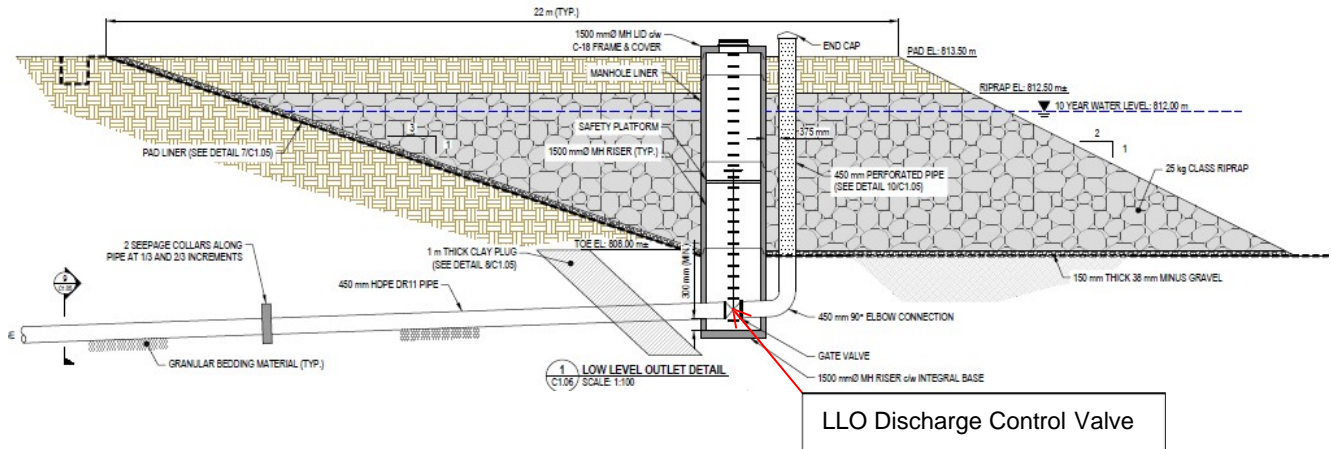 22 m (TYP.)
1500 mmØ MH LID c/w
C-18 FRAME & COVER
END CAP
PAD EL: 813.50 m
MANHOLE LINER
RIPRAP EL: 812.50 m±
10 YEAR WATER LEVEL: 812.00 m
SAFETY PLATFORM
375 mm
3
1
2
1
PAD LINER (SEE DETAIL 7/C1.05)
1500 mmØ MH RISER (TYP.)
450 mm PERFORATED PIPE
(SEE DETAIL 10/C1.05)
25 kg CLASS RIPRAP
2 SEEPAGE COLLARS ALONG
PIPE AT 1/3 AND 2/3 INCREMENTS
1 m THICK CLAY PLUG
(SEE DETAIL 8/C1.05)
TOE EL: 808.00 m±
300 mm (MIN.)
150 mm THICK 38 mm MINUS GRAVEL
9
C1.06
450 mm HDPE DR11 PIPE
450 mm 90° ELBOW CONNECTION
GRANULAR BEDDING MATERIAL (TYP.)
GATE VALVE
1 LOW LEVEL OUTLET DETAIL
C1.06 SCALE: 1:100
1500 mmØ MH RISER c/w INTEGRAL BASE
LLO Discharge Control Valve